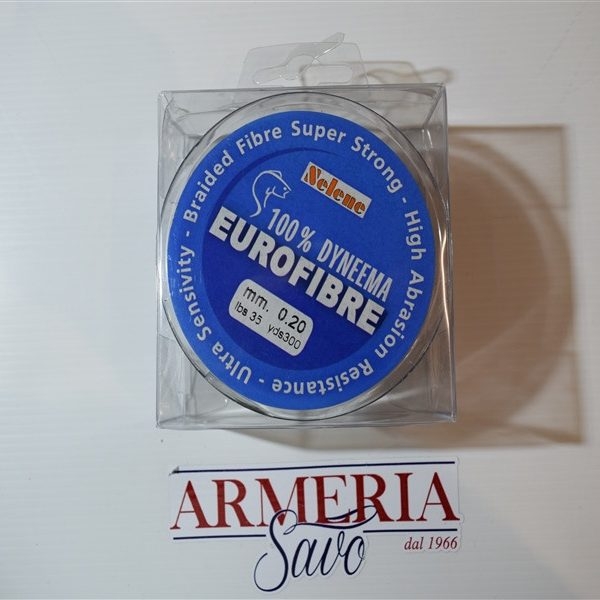 Braided Fibre Super Strong - High Abrasion Resistance - Ultra Sensivity -
Nelene
100% DYNEEMA
EUROFIBRE
mm. 0.20
lbs 35 yds300
ARMERIA
Savo
dal 1966